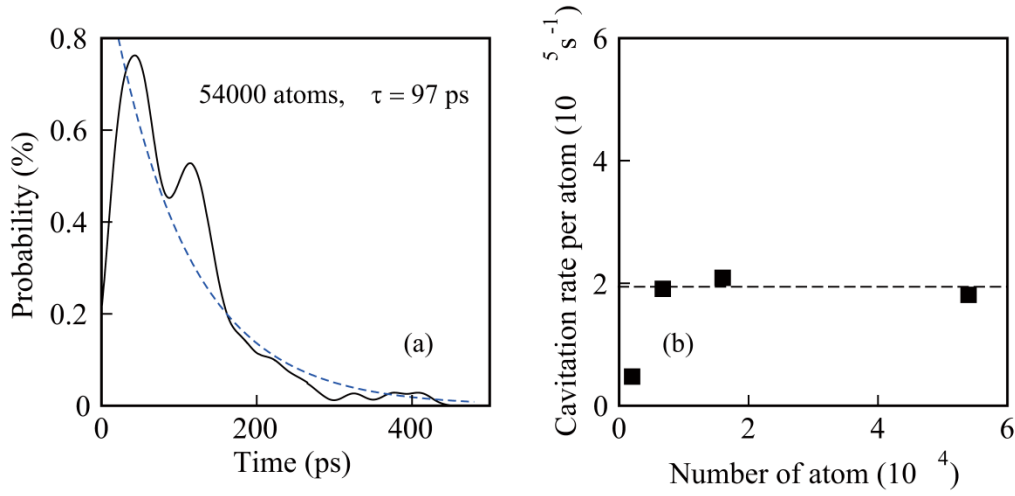 0.8
0.6
0.4
0.2
0
0
200
400
Probability (%)
Time (ps)
54000 atoms, τ = 97 ps
(a)
6
4
2
0
0
2
4
6
Cavitation rate per atom (10 5 s -1)
Number of atom (10 4)
(b)